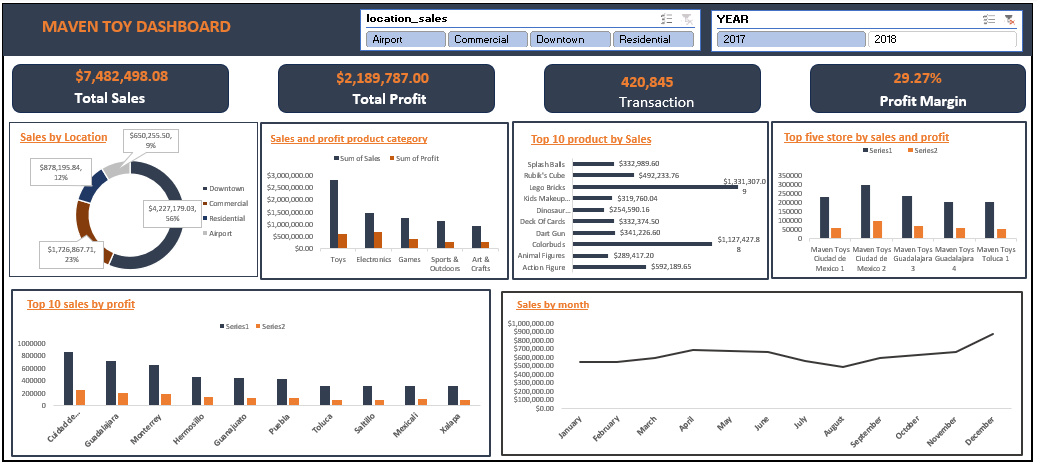 MAVEN TOY DASHBOARD
location_sales
Airport
Commercial
Downtown
Residential
YEAR
2017
2018
$7,482,498.08
Total Sales
$2,189,787.00
Total Profit
420,845
Transaction
29.27%
Profit Margin
Sales by Location
$650,255.50,
9%
$878,195.84,
12%
$4,227,179.03,
56%
$1,726,867.71,
23%
Downtown
Commercial
Residential
Airport
Sales and profit product category
Sum of Sales
Sum of Profit
$3,000,000.00
$2,500,000.00
$2,000,000.00
$1,500,000.00
$1,000,000.00
$500,000.00
$0.00
Toys
Electronics
Games
Sports &
Outdoors
Art &
Crafts
Top 10 product by Sales
Splash Balls
$332,989.60
Rubik's Cube
$492,233.76
Lego Bricks
$1,331,307.0
9
Kids Makeup...
$319,760.04
Dinosaur...
$254,590.16
Deck Of Cards
$332,374.50
Dart Gun
$341,226.60
Colorbuds
$1,127,427.8
8
Animal Figures
$289,417.20
Action Figure
$592,189.65
Top five store by sales and profit
Series1
Series2
350000
300000
250000
200000
150000
100000
50000
0
Maven Toys
Ciudad de
Mexico 1
Maven Toys
Ciudad de
Mexico 2
Maven Toys
Guadalajara
3
Maven Toys
Guadalajara
4
Maven Toys
Toluca 1
Top 10 sales by profit
Series1
Series2
1000000
800000
600000
400000
200000
0
Cuidad de...
Guadalajara
Monterrey
Hermosillo
Guanajuato
Puebla
Toluca
Saltillo
Mexicali
Xalapa
Sales by month
$1,000,000.00
$900,000.00
$800,000.00
$700,000.00
$600,000.00
$500,000.00
$400,000.00
$300,000.00
$200,000.00
$100,000.00
$0.00
January
February
March
April
May
June
July
August
September
October
November
December